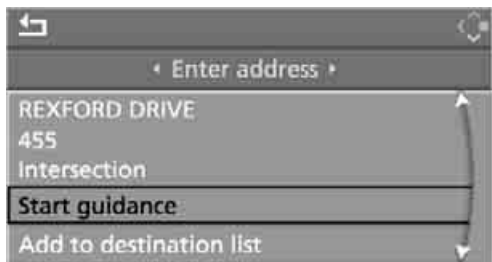 Enter address
REXFORD DRIVE
455
Intersection
Start guidance
Add to destination list